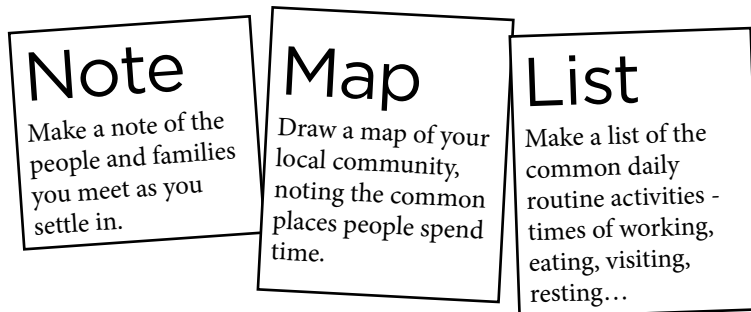 Note
Make a note of the
people and families
you meet as you
settle in.
Map
Draw a map of your
local community,
noting the common
places people spend
time.
List
Make a list of the
common daily
routine activities -
times of working,
eating, visiting,
resting…